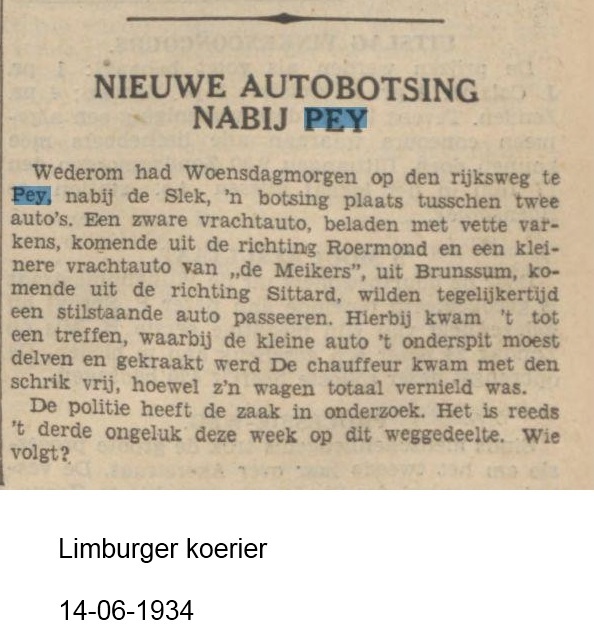 NIEUWE AUTOBOTSING
NABIJ PEY
Wederom had Woensdagmorgen op den rijksweg te
Pey, nabij de Slek, 'n botsing plaats tusschen twee
auto's. Een zware vrachtauto, beladen met vette var-
kens, komende uit de richting Roermond en een klei-
nere vrachtauto van „de Meikers”, uit Brunssum, ko-
mende uit de richting Sittard, wilden tegelijkertijd
een stilstaande auto passeeren. Hierbij kwam 't tot
een treffen, waarbij de kleine auto 't onderspit moest
delven en gekraakt werd De chauffeur kwam met den
schrik vrij, hoewel z'n wagen totaal vernield was.
De politie heeft de zaak in onderzoek. Het is reeds
't derde ongeluk deze week op dit weggedeelte. Wie
volgt?
Limburger koerier
14-06-1934